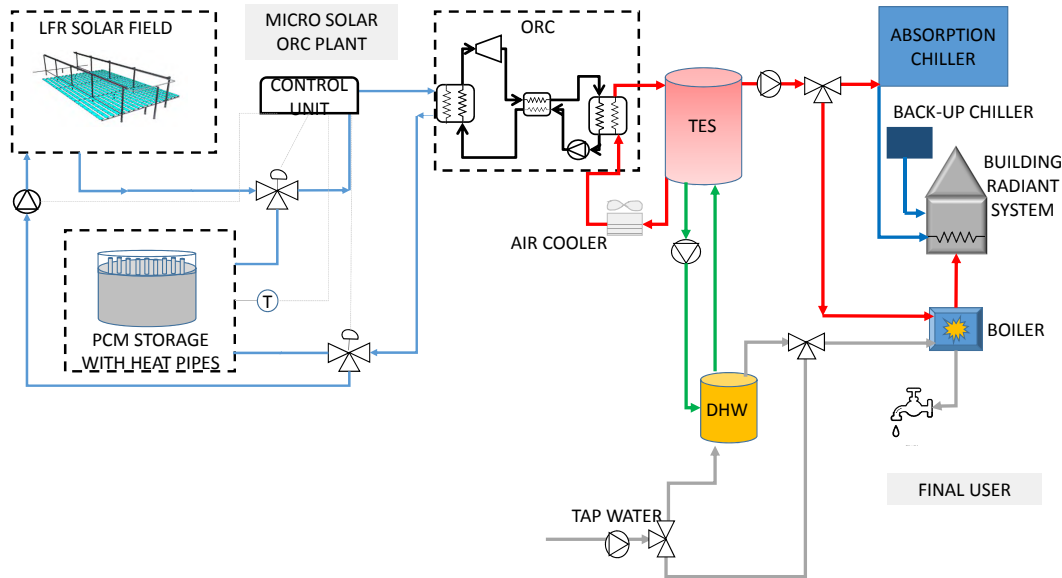 LFR SOLAR FIELD
MICRO SOLAR
ORC PLANT
ORC
CONTROL
UNIT
TES
ABSORPTION
CHILLER
BACK-UP CHILLER
BUILDING
RADIANT
SYSTEM
AIR COOLER
T
PCM STORAGE
WITH HEAT PIPES
BOILER
DHW
TAP WATER
FINAL USER